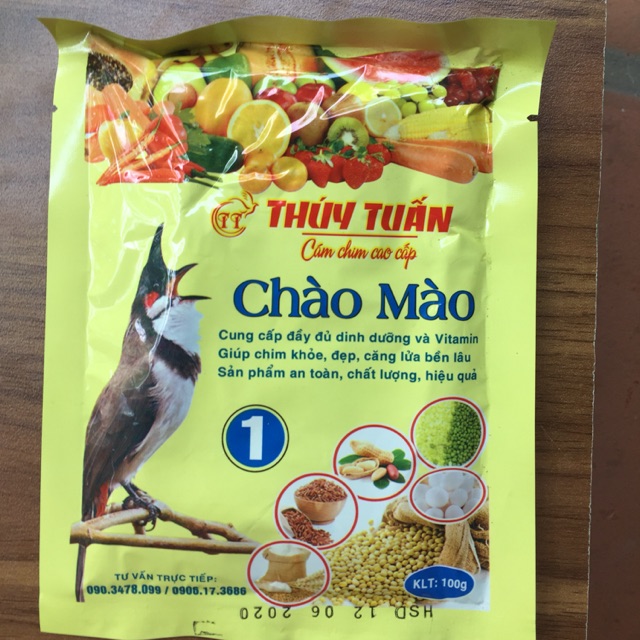 TT
THÚY TUẤN
Cám chim cao cấp
Chào Mào
Cung cấp đầy đủ dinh dưỡng và Vitamin
Giúp chim khỏe, đẹp, căng lửa bền lâu
Sản phẩm an toàn, chất lượng, hiệu quả
1
TƯ VẤN TRỰC TIẾP:
090.3478.099 / 0906.17.3686
KLT: 100g
HSD 12 06 2020